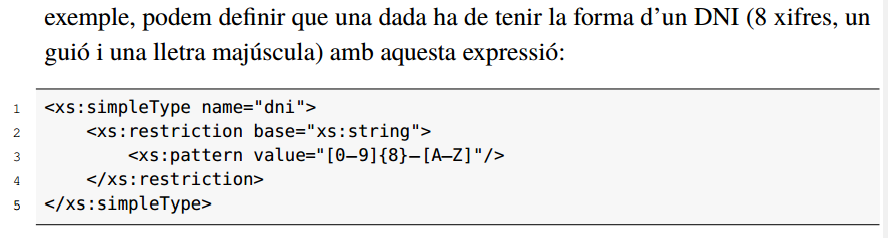 exemple, podem definir que una dada ha de tenir la forma d’un DNI (8 xifres, un
guió i una lletra majúscula) amb aquesta expressió:
1 <xs:simpleType name="dni">
2     <xs:restriction base="xs:string">
3         <xs:pattern value="[0–9]{8}–[A–Z]"/>
4     </xs:restriction>
5 </xs:simpleType>